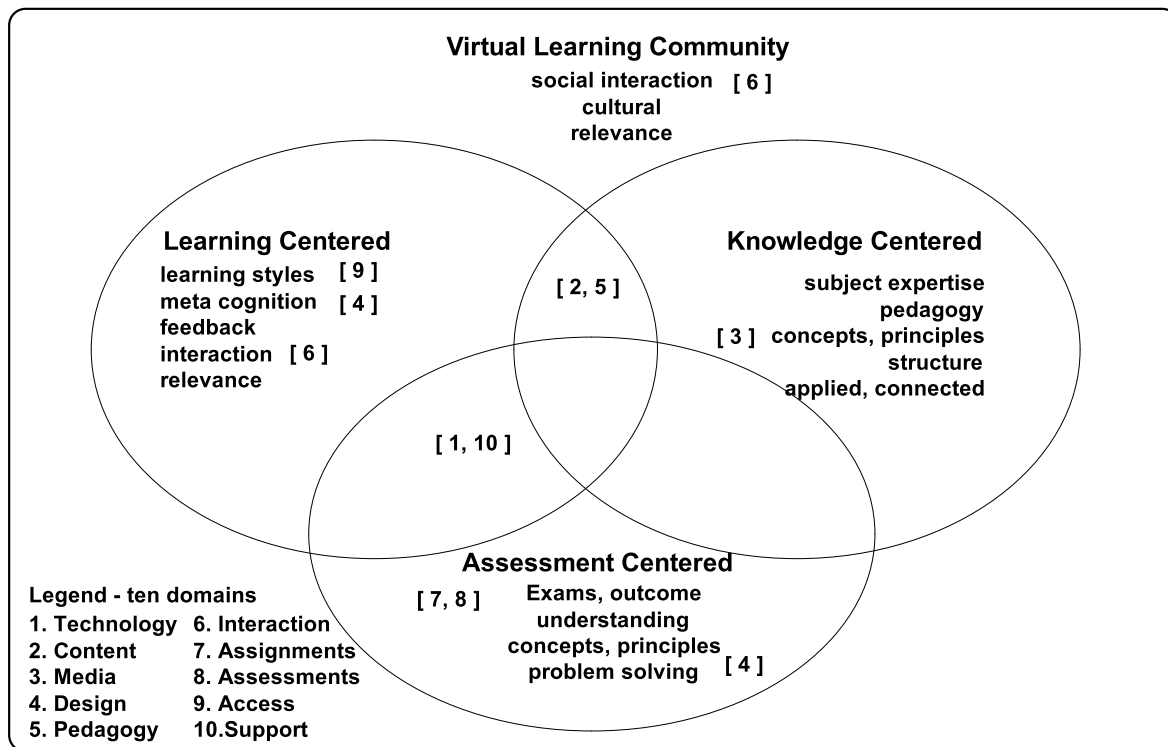 Virtual Learning Community
social interaction [ 6 ]
cultural
relevance
Learning Centered
learning styles [ 9 ]
meta cognition [ 4 ]
feedback
interaction [ 6 ]
relevance
[ 2, 5 ]
Knowledge Centered
subject expertise
pedagogy
[ 3 ] concepts, principles
structure
applied, connected
[ 1, 10 ]
Assessment Centered
[ 7, 8 ] Exams, outcome
understanding
concepts, principles
problem solving [ 4 ]
Legend - ten domains
1. Technology 6. Interaction
2. Content 7. Assignments
3. Media 8. Assessments
4. Design 9. Access
5. Pedagogy 10.Support